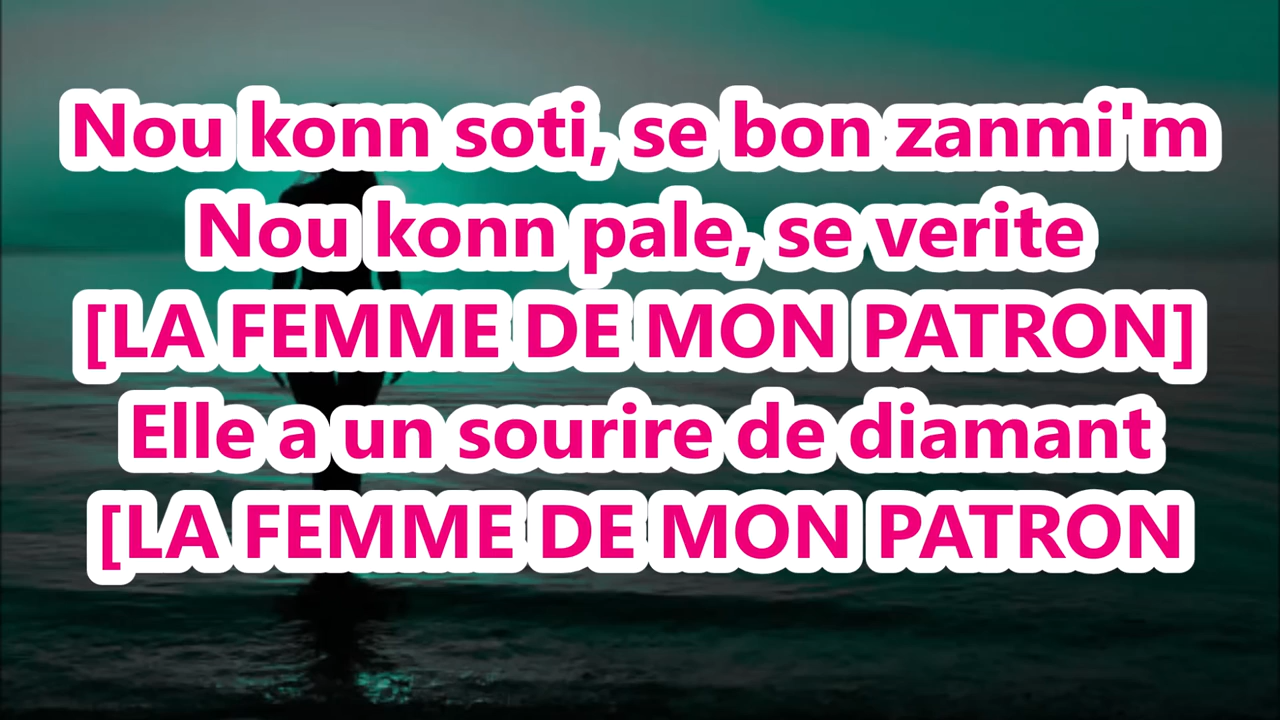 Nou konn soti, se bon zanmi'm
Nou konn pale, se verite
[LA FEMME DE MON PATRON]
Elle a un sourire de diamant
[LA FEMME DE MON PATRON